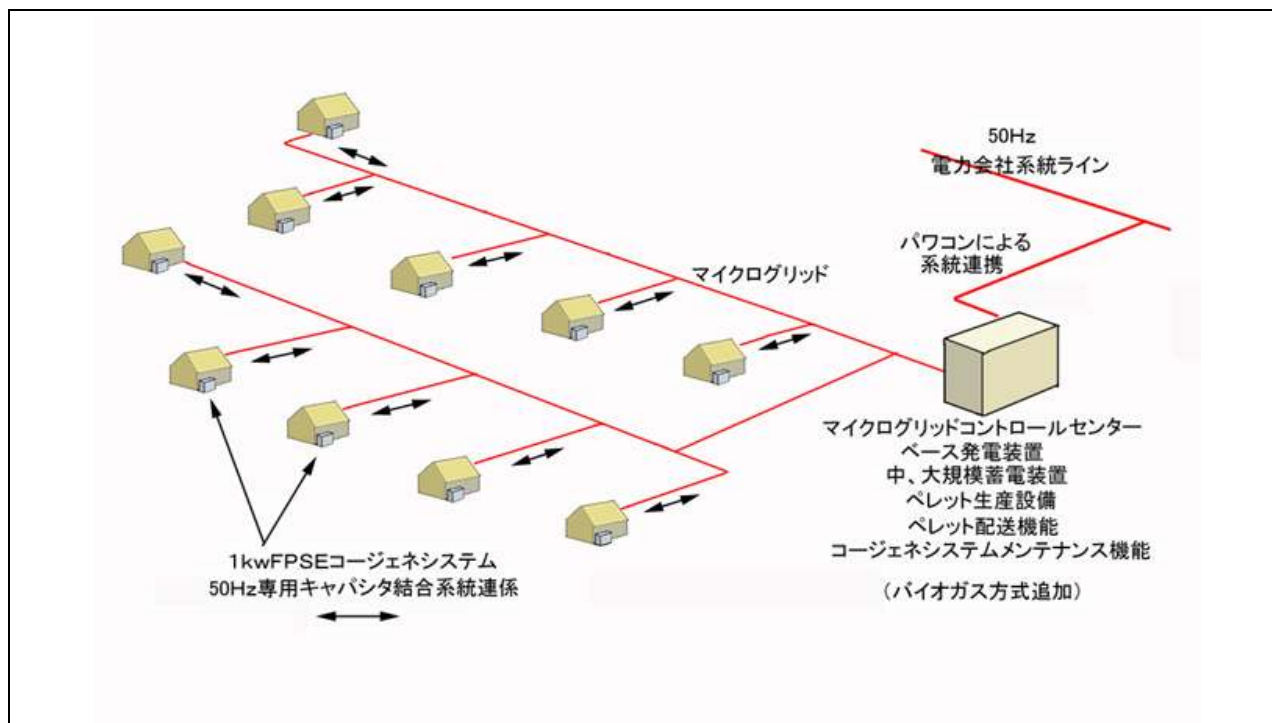 50Hz
電力会社系統ライン
パワコンによる
系統連携
マイクログリッド
マイクログリッドコントロールセンター
ベース発電装置
中、大規模蓄電装置
ペレット生産設備
ペレット配送機能
コージェネシステムメンテナンス機能
（バイオガス方式追加）
1kwFPSEコージェネシステム
50Hz専用キャパシタ結合系統連係